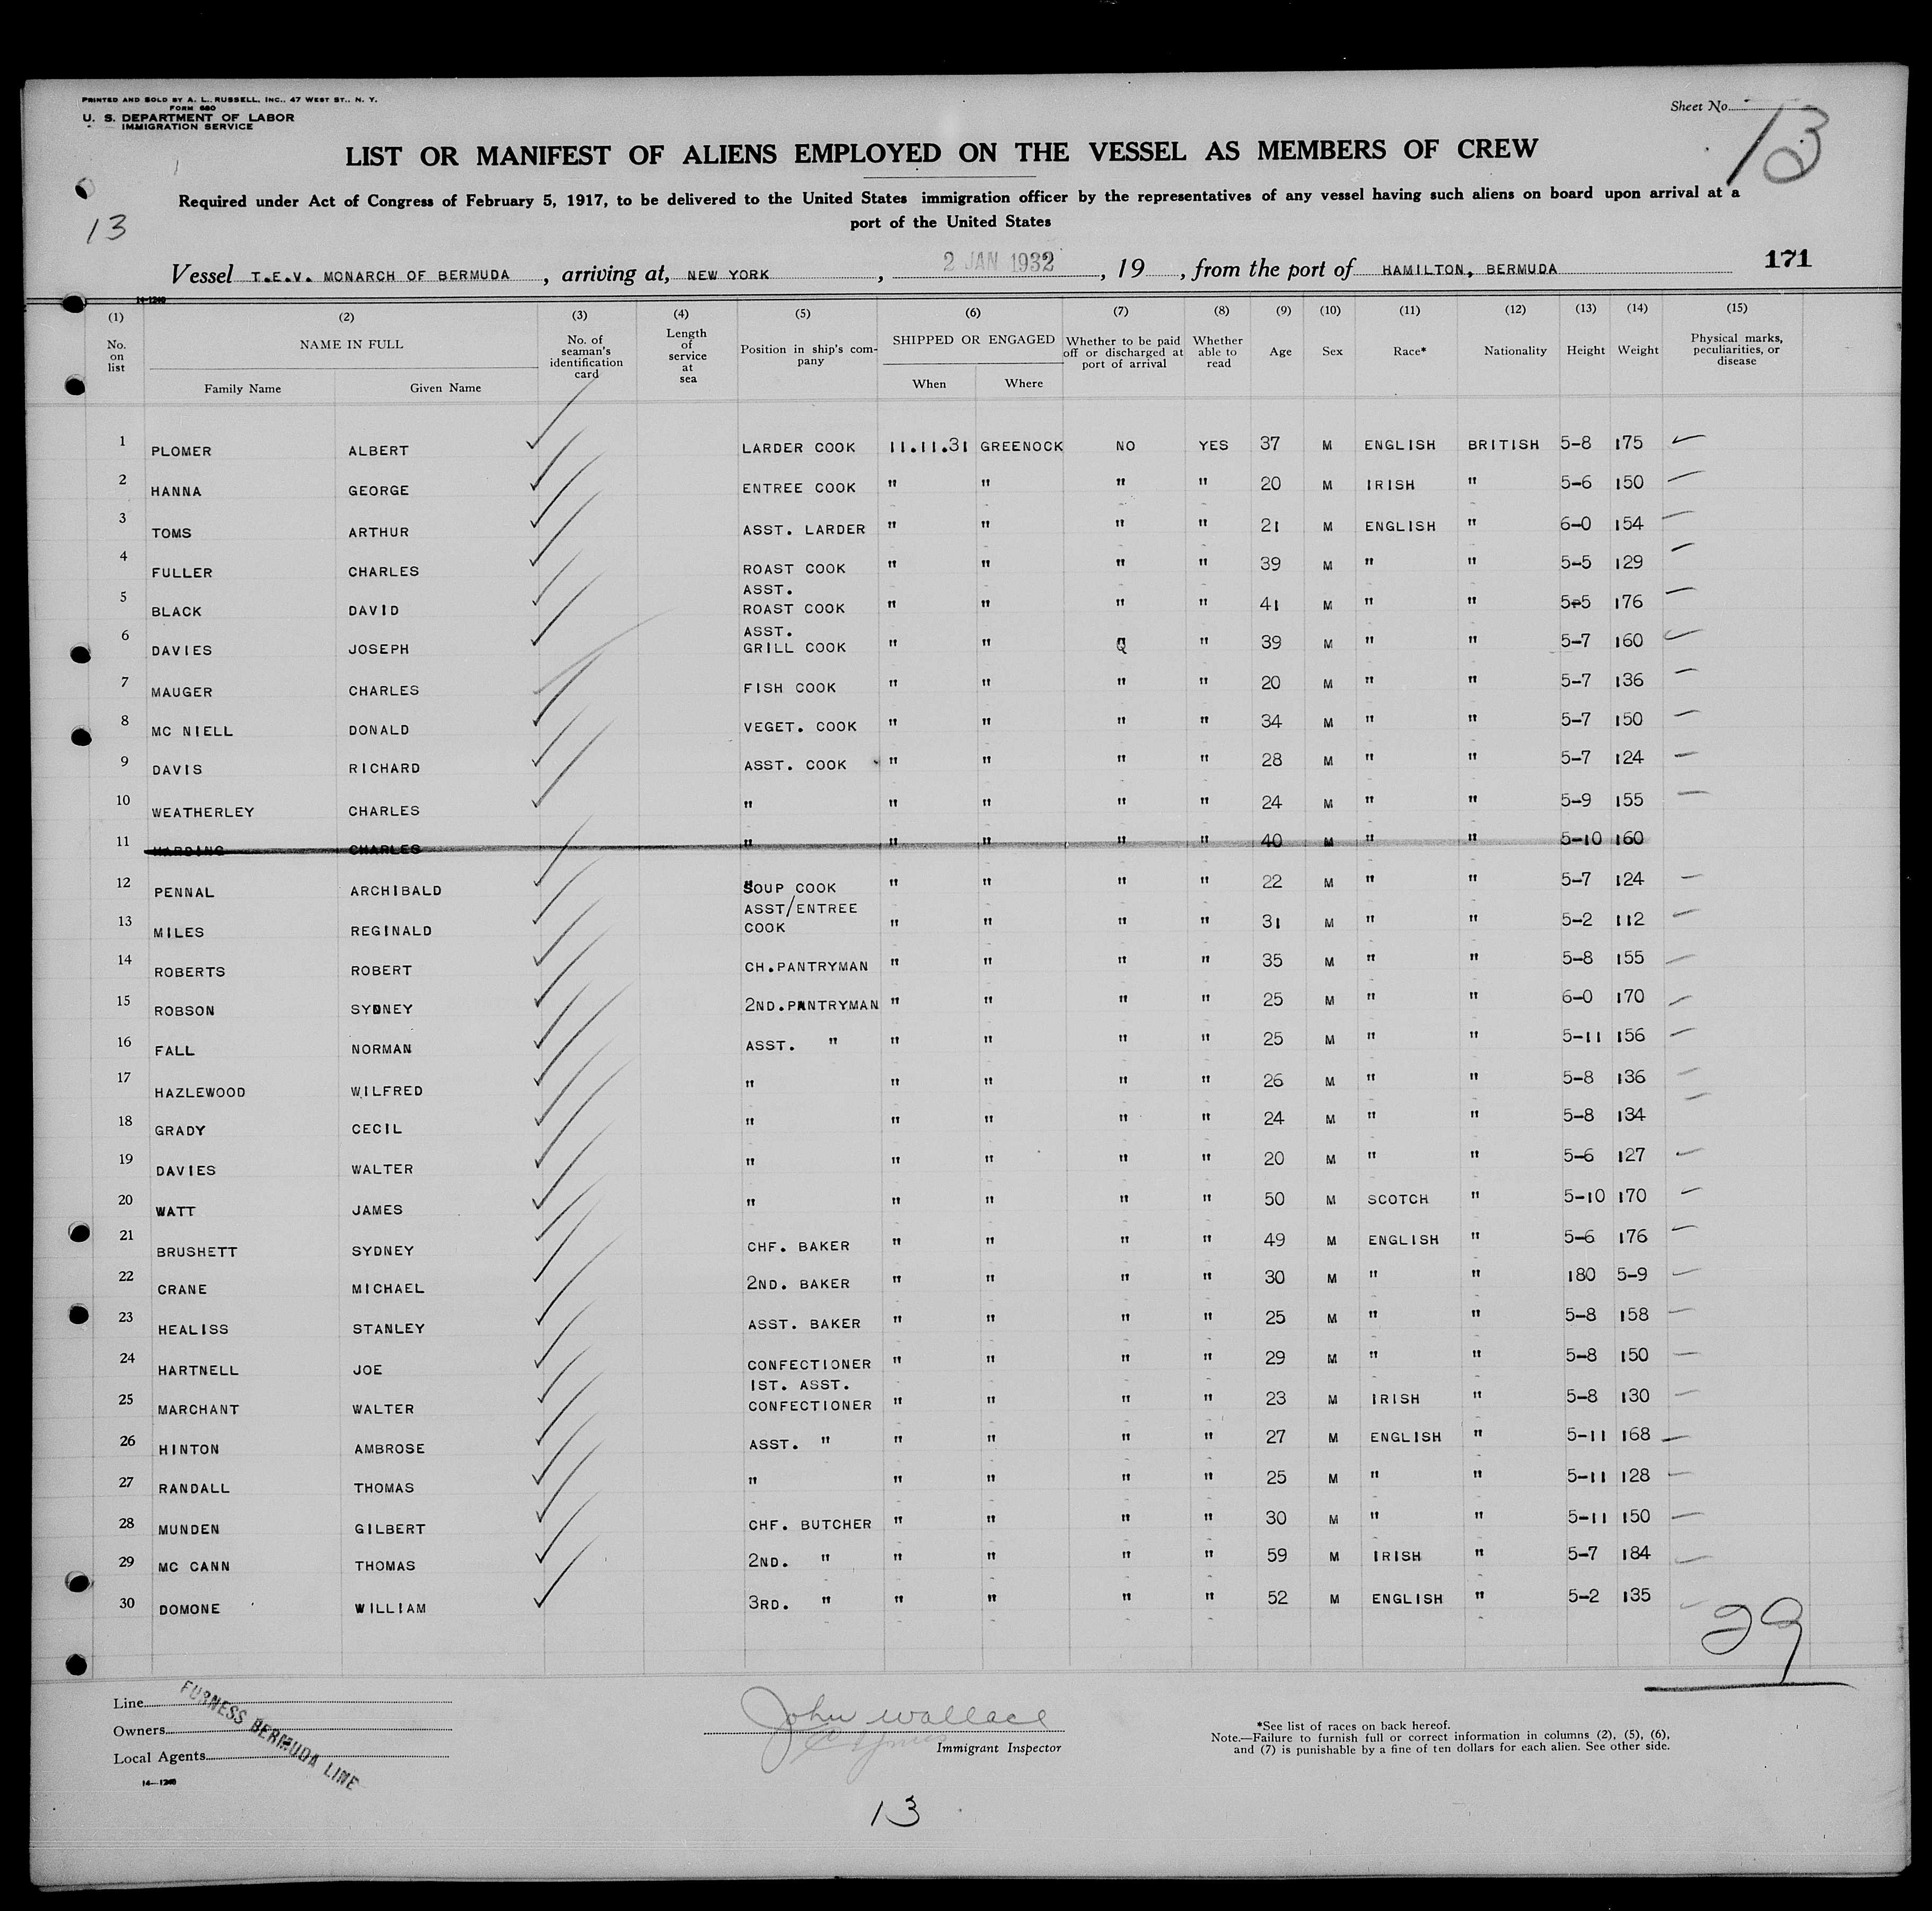 PRINTED AND SOLD BY A. L. RUSSELL, INC., 47 WEST ST., N. Y.
FORM 680
U. S. DEPARTMENT OF LABOR
IMMIGRATION SERVICE
Sheet No. 13
13
LIST OR MANIFEST OF ALIENS EMPLOYED ON THE VESSEL AS MEMBERS OF CREW
Required under Act of Congress of February 5, 1917, to be delivered to the United States immigration officer by the representatives of any vessel having such aliens on board upon arrival at a
port of the United States
Vessel T.E.V. MONARCH OF BERMUDA, arriving at, NEW YORK, 2 JAN 1932, 19, from the port of HAMILTON, BERMUDA 171
14-1240
(1) (2) (3) (4) (5) (6) (7) (8) (9) (10) (11) (12) (13) (14) (15)
No. on list NAME IN FULL Family Name Given Name No. of seaman's identification card Length of service at sea Position in ship's company SHIPPED OR ENGAGED When Where Whether to be paid off or discharged at port of arrival Whether able to read Age Sex Race* Nationality Height Weight Physical marks, peculiarities, or disease
1 PLOMER ALBERT LARDER COOK 11.11.31 GREENOCK NO YES 37 M ENGLISH BRITISH 5-8 175
2 HANNA GEORGE ENTREE COOK " " " " 20 M IRISH " 5-6 150
3 TOMS ARTHUR ASST. LARDER " " " " 21 M ENGLISH " 6-0 154
4 FULLER CHARLES ROAST COOK " " " " 39 M " " 5-5 129
5 BLACK DAVID ASST. ROAST COOK " " " " 41 M " " 5-5 176
6 DAVIES JOSEPH ASST. GRILL COOK " " " " 39 M " " 5-7 160
7 MAUGER CHARLES FISH COOK " " " " 20 M " " 5-7 136
8 MC NIELL DONALD VEGET. COOK " " " " 34 M " " 5-7 150
9 DAVIS RICHARD ASST. COOK " " " " 28 M " " 5-7 124
10 WEATHERLEY CHARLES " " " " " 24 M " " 5-9 155
11 HARDING CHARLES " " " " " 40 M " " 5-10 160
12 PENNAL ARCHIBALD SOUP COOK " " " " 22 M " " 5-7 124
13 MILES REGINALD ASST/ENTREE COOK " " " " 31 M " " 5-2 112
14 ROBERTS ROBERT CH.PANTRYMAN " " " " 35 M " " 5-8 155
15 ROBSON SYDNEY 2ND.PANTRYMAN " " " " 25 M " " 6-0 170
16 FALL NORMAN ASST. " " " " " 25 M " " 5-11 156
17 HAZLEWOOD WILFRED " " " " " 26 M " " 5-8 136
18 GRADY CECIL " " " " " 24 M " " 5-8 134
19 DAVIES WALTER " " " " " 20 M " " 5-6 127
20 WATT JAMES " " " " " 50 M SCOTCH " 5-10 170
21 BRUSHETT SYDNEY CHF. BAKER " " " " 49 M ENGLISH " 5-6 176
22 CRANE MICHAEL 2ND. BAKER " " " " 30 M " " 180 5-9
23 HEALISS STANLEY ASST. BAKER " " " " 25 M " " 5-8 158
24 HARTNELL JOE CONFECTIONER " " " " 29 M " " 5-8 150
25 MARCHANT WALTER 1ST. ASST. CONFECTIONER " " " " 23 M IRISH " 5-8 130
26 HINTON AMBROSE ASST. " " " " " 27 M ENGLISH " 5-11 168
27 RANDALL THOMAS " " " " " 25 M " " 5-11 128
28 MUNDEN GILBERT CHF. BUTCHER " " " " 30 M " " 5-11 150
29 MC CANN THOMAS 2ND. " " " " " 59 M IRISH " 5-7 184
30 DOMONE WILLIAM 3RD. " " " " " 52 M ENGLISH " 5-2 135
29
Line
Owners
Local Agents
FURNESS BERMUDA LINE
14-1240
John Wallace
Immigrant Inspector
*See list of races on back hereof.
Note.—Failure to furnish full or correct information in columns (2), (5), (6),
and (7) is punishable by a fine of ten dollars for each alien. See other side.
13